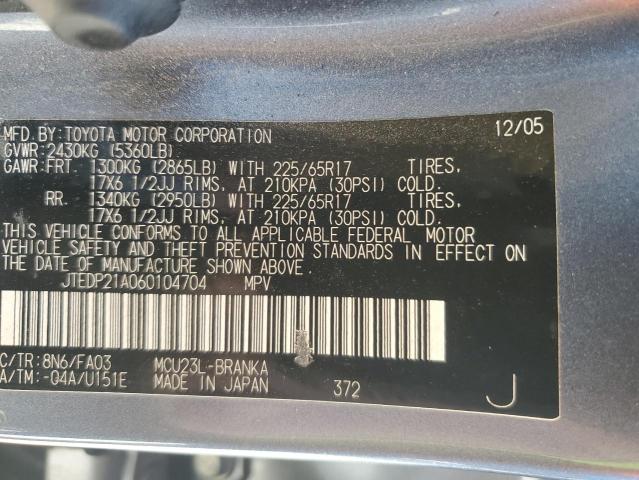 MFD. BY: TOYOTA MOTOR CORPORATION 12/05
GVWR: 2430KG (5360LB)
GAWR: FRT. 1300KG (2865LB) WITH 225/65R17 TIRES,
17X6 1/2JJ RIMS. AT 210KPA (30PSI) COLD.
RR. 1340KG (2950LB) WITH 225/65R17 TIRES,
17X6 1/2JJ RIMS. AT 210KPA (30PSI) COLD.
THIS VEHICLE CONFORMS TO ALL APPLICABLE FEDERAL MOTOR
VEHICLE SAFETY AND THEFT PREVENTION STANDARDS IN EFFECT ON
THE DATE OF MANUFACTURE SHOWN ABOVE.
JTEDP21A060104704 MPV
C/TR: 8N6/FA03 MCU23L-BRANKA
A/TM: -04A/U151E MADE IN JAPAN 372 J